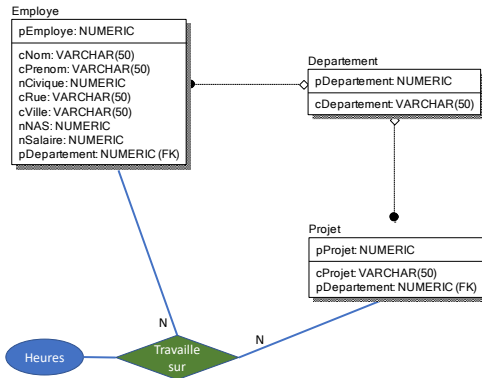 Employe
pEmploye: NUMERIC
cNom: VARCHAR(50)
cPrenom: VARCHAR(50)
nCivique: NUMERIC
cRue: VARCHAR(50)
cVille: VARCHAR(50)
nNAS: NUMERIC
nSalaire: NUMERIC
pDepartement: NUMERIC (FK)
Departement
pDepartement: NUMERIC
cDepartement: VARCHAR(50)
Projet
pProjet: NUMERIC
cProjet: VARCHAR(50)
pDepartement: NUMERIC (FK)
N
N
Heures
Travaille
sur